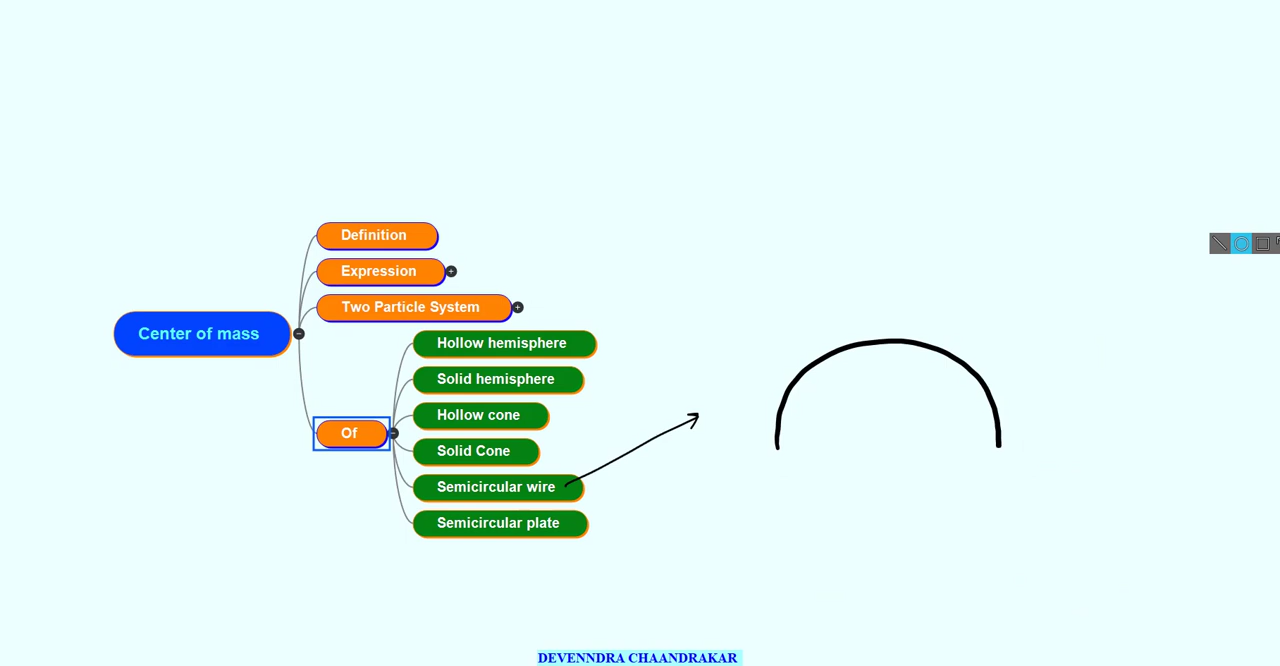 Definition
Expression
Two Particle System
Center of mass
Hollow hemisphere
Solid hemisphere
Hollow cone
Of
Solid Cone
Semicircular wire
Semicircular plate
DEVENNDRA CHAANDRAKAR